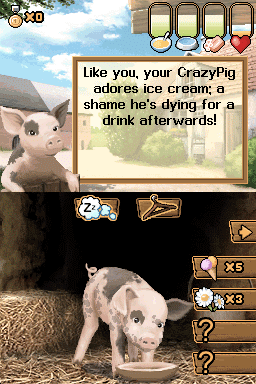 X0
Like you, your CrazyPig
adores ice cream; a
shame he's dying for a
drink afterwards!
Zz
X5
X3
?
?